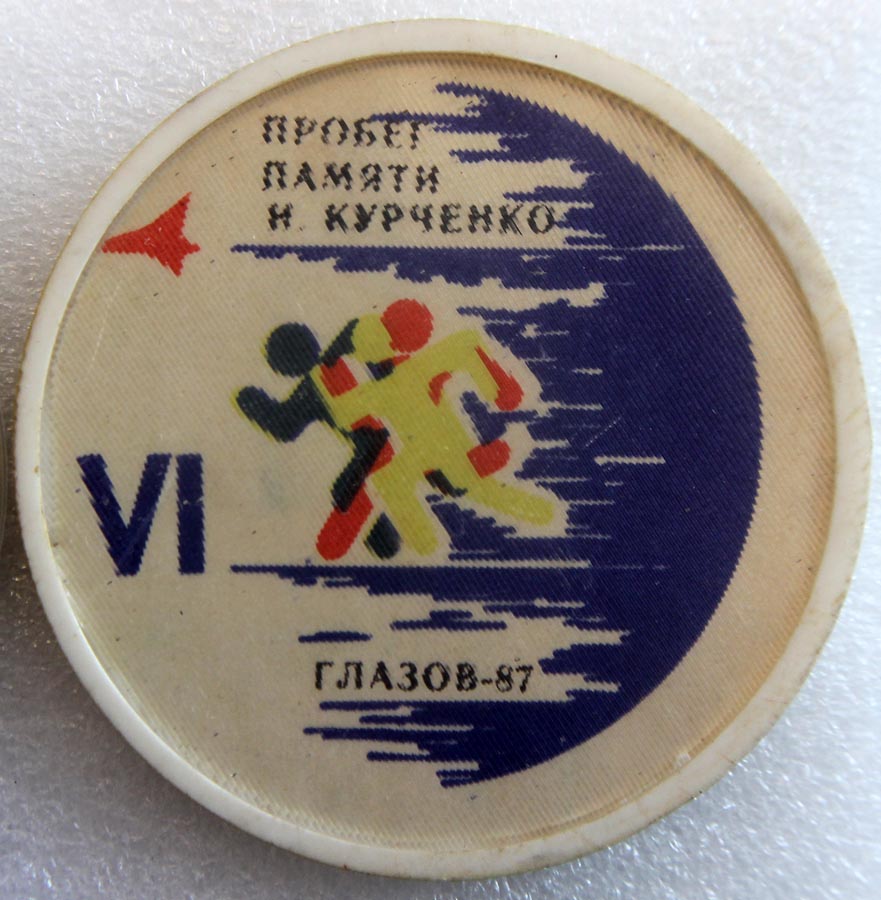 ПРОБЕГ
ПАМЯТИ
Н. КУРЧЕНКО
VI
ГЛАЗОВ-87